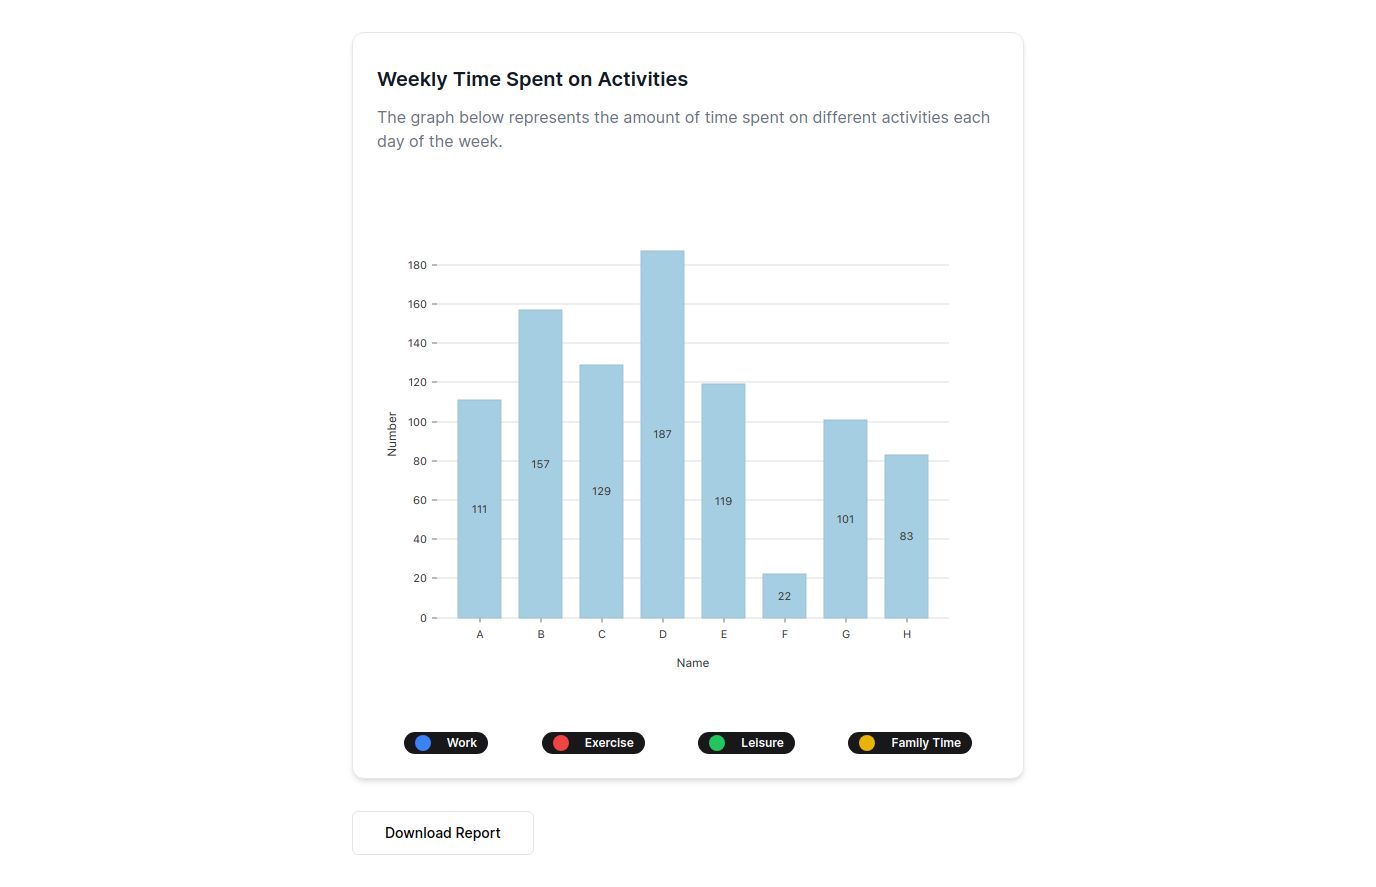 Weekly Time Spent on Activities
The graph below represents the amount of time spent on different activities each
day of the week.
180
160
140
120
100
80
60
40
20
0
Number
111
157
129
187
119
22
101
83
A B C D E F G H
Name
Work Exercise Leisure Family Time
Download Report